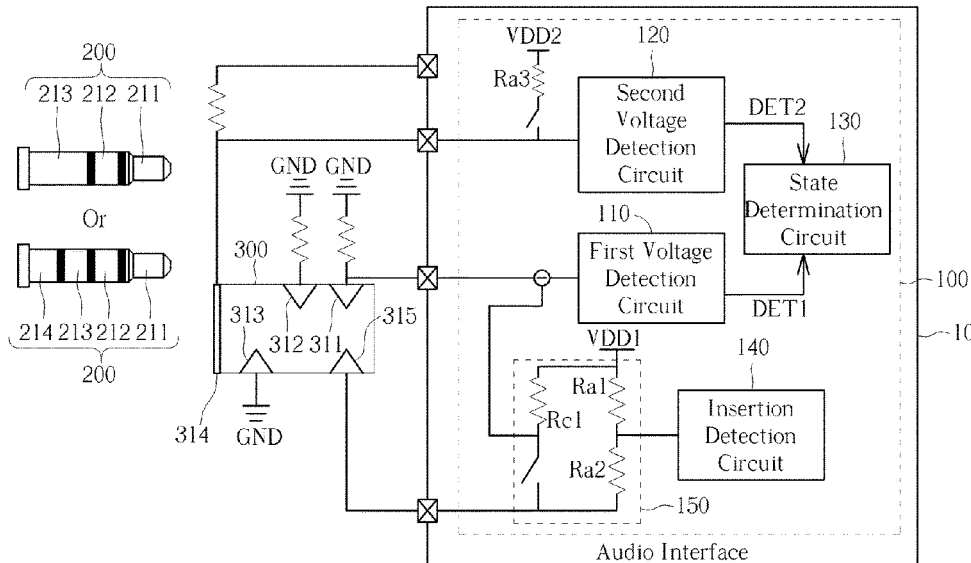 200
213 212 211
Or
214 213 212 211
200
VDD2
Ra3
120
Second
Voltage
Detection
Circuit
DET2
130
State
Determination
Circuit
GND GND
110
First Voltage
Detection
Circuit
DET1
100
10
300
313
312 311
315
314
GND
VDD1
Rc1
Ra1
Ra2
140
Insertion
Detection
Circuit
150
Audio Interface